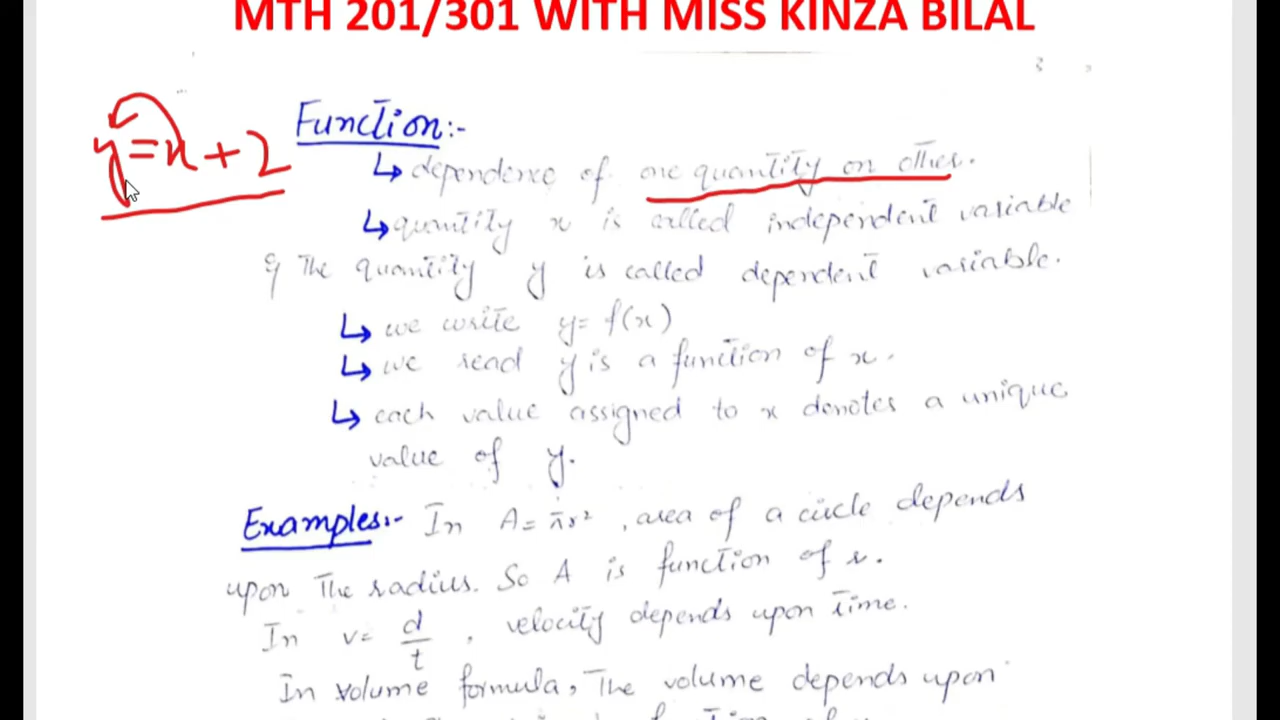 MTH 201/301 WITH MISS KINZA BILAL
y=x+2
Function:-
↳ dependence of one quantity on other.
↳ quantity x is called independent variable
& The quantity y is called dependent variable.
↳ we write y= f(x)
↳ we read y is a function of x.
↳ each value assigned to x denotes a unique
value of y.
Examples:- In A= πr², area of a circle depends
upon The radius. So A is function of r.
In v= d/t , velocity depends upon time.
In volume formula, The volume depends upon